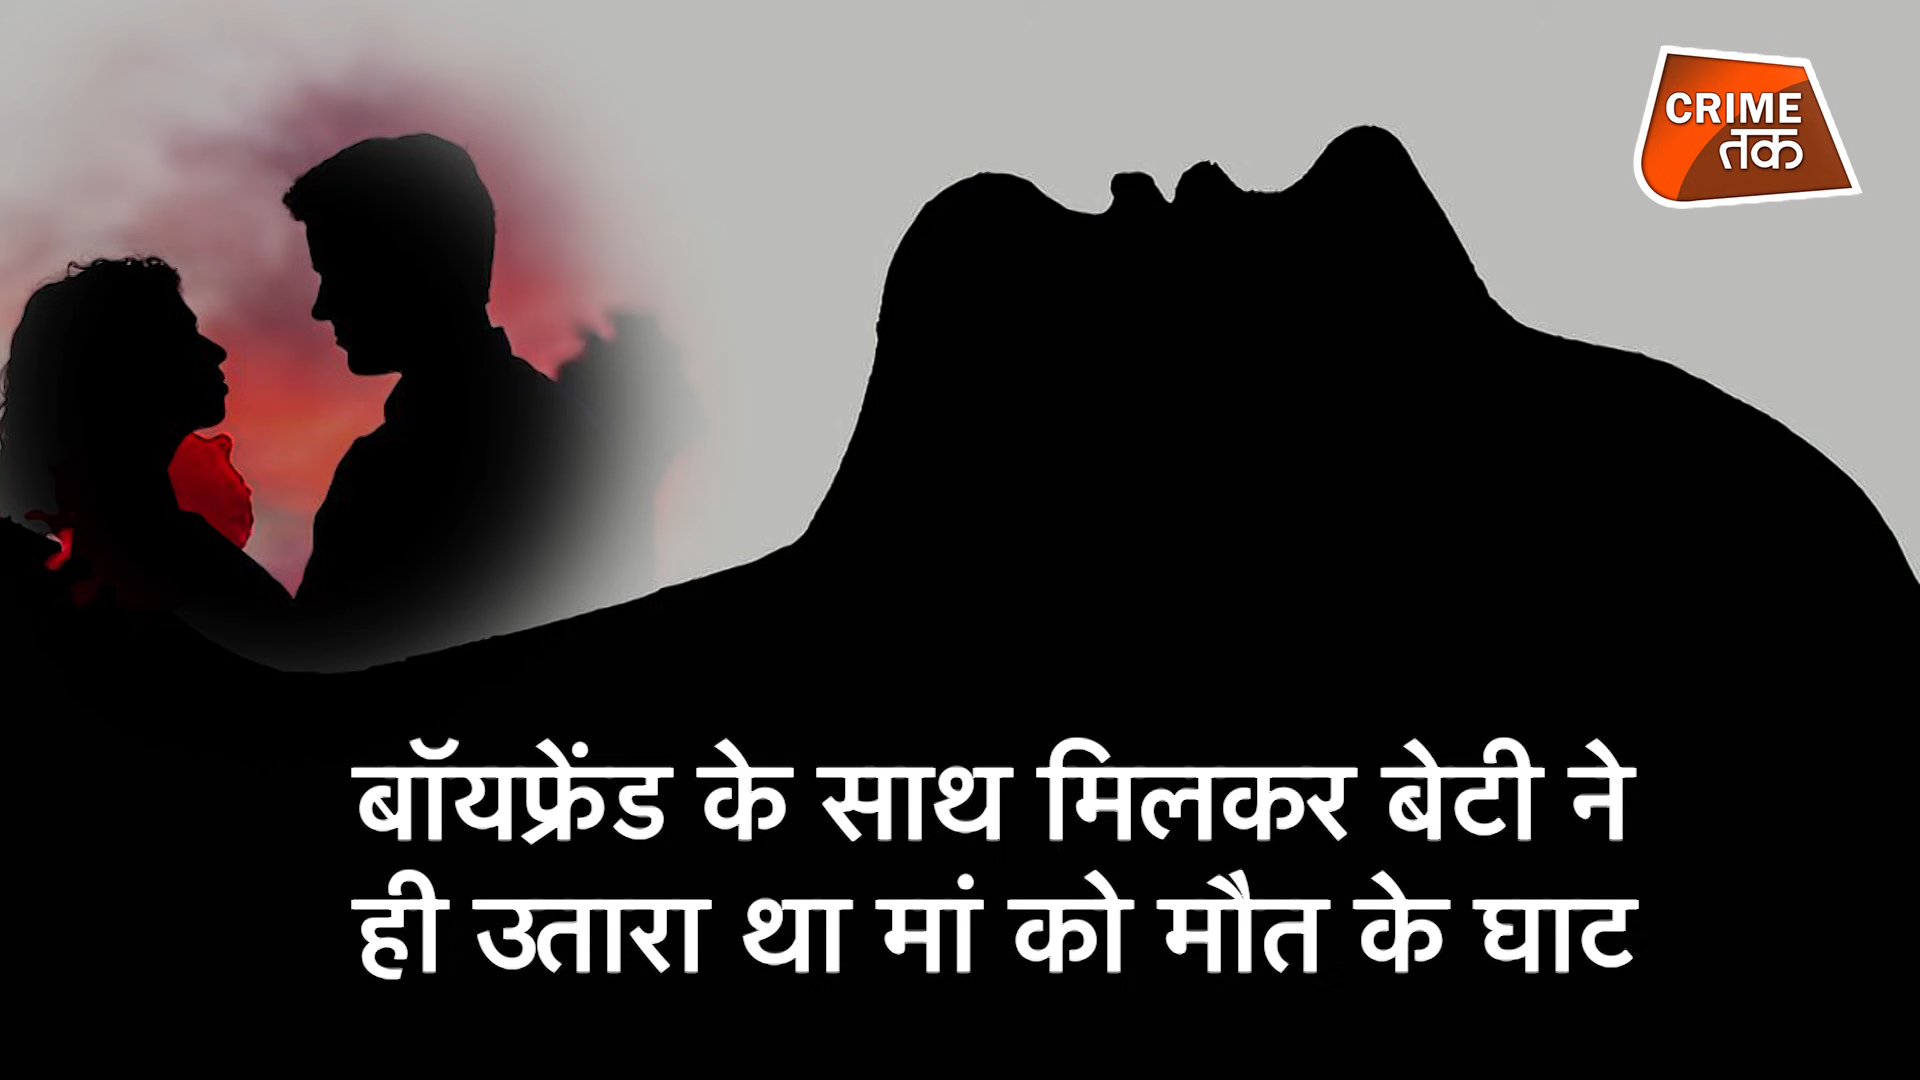 CRIME
तक
बॉयफ्रेंड के साथ मिलकर बेटी ने
ही उतारा था मां को मौत के घाट